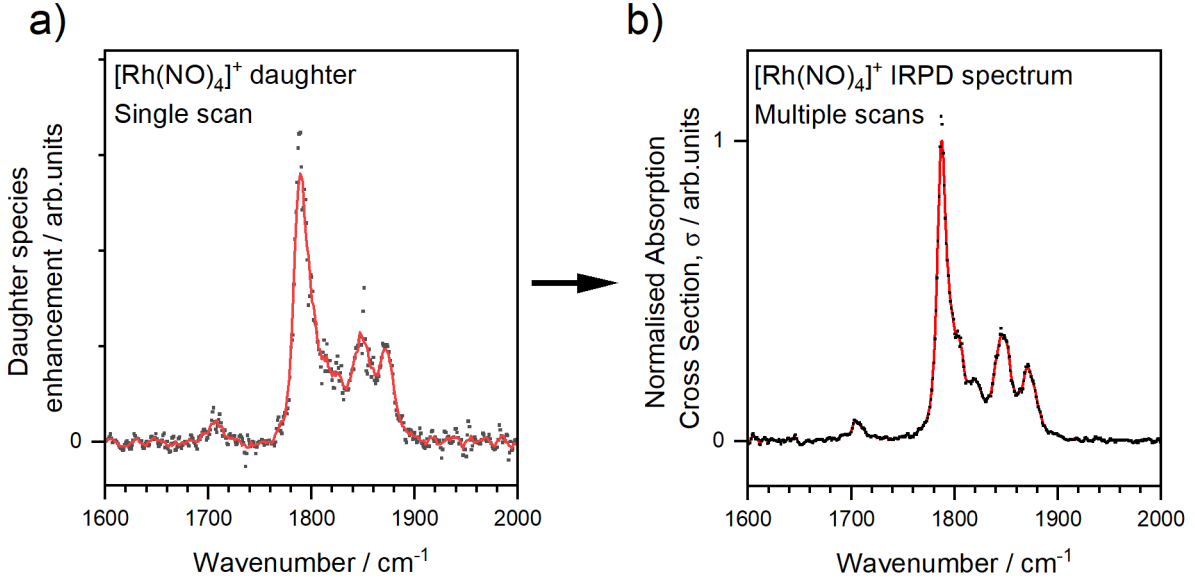 a)
[Rh(NO)₄]⁺ daughter
Single scan
Daughter species
enhancement / arb.units
0
1600 1700 1800 1900 2000
Wavenumber / cm⁻¹
b)
[Rh(NO)₄]⁺ IRPD spectrum
Multiple scans
Normalised Absorption
Cross Section, σ / arb.units
1
0
1600 1700 1800 1900 2000
Wavenumber / cm⁻¹